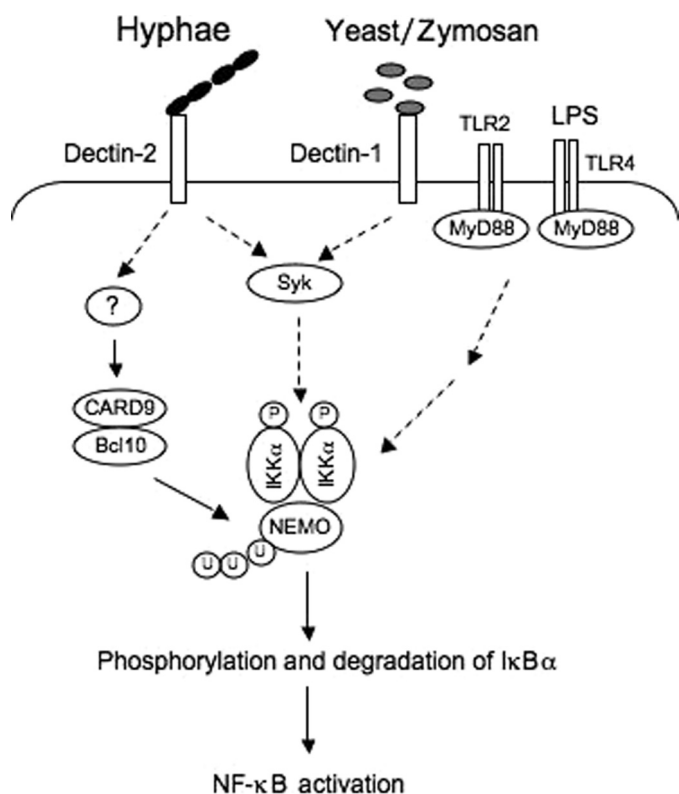 Hyphae
Yeast/Zymosan
Dectin-2
Dectin-1
TLR2
LPS
TLR4
MyD88
MyD88
Syk
?
CARD9
Bcl10
P
P
IKKα
IKKα
NEMO
U
U
U
Phosphorylation and degradation of IκBα
NF-κB activation